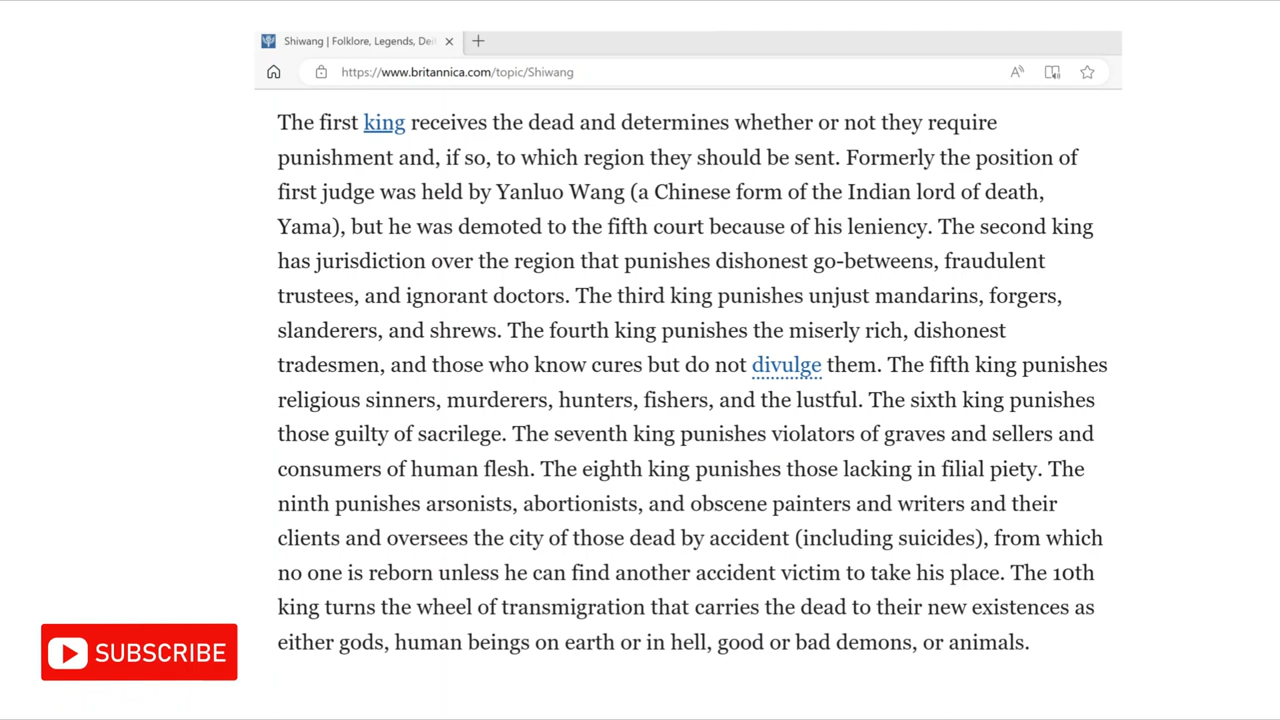 Shiwang | Folklore, Legends, Dei
https://www.britannica.com/topic/Shiwang
The first king receives the dead and determines whether or not they require
punishment and, if so, to which region they should be sent. Formerly the position of
first judge was held by Yanluo Wang (a Chinese form of the Indian lord of death,
Yama), but he was demoted to the fifth court because of his leniency. The second king
has jurisdiction over the region that punishes dishonest go-betweens, fraudulent
trustees, and ignorant doctors. The third king punishes unjust mandarins, forgers,
slanderers, and shrews. The fourth king punishes the miserly rich, dishonest
tradesmen, and those who know cures but do not divulge them. The fifth king punishes
religious sinners, murderers, hunters, fishers, and the lustful. The sixth king punishes
those guilty of sacrilege. The seventh king punishes violators of graves and sellers and
consumers of human flesh. The eighth king punishes those lacking in filial piety. The
ninth punishes arsonists, abortionists, and obscene painters and writers and their
clients and oversees the city of those dead by accident (including suicides), from which
no one is reborn unless he can find another accident victim to take his place. The 10th
king turns the wheel of transmigration that carries the dead to their new existences as
either gods, human beings on earth or in hell, good or bad demons, or animals.
SUBSCRIBE